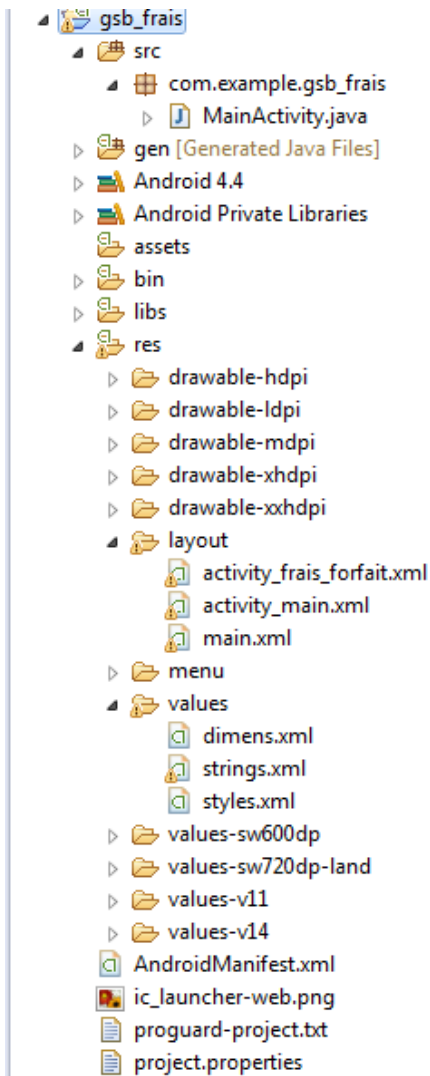 gsb_frais
src
com.example.gsb_frais
MainActivity.java
gen [Generated Java Files]
Android 4.4
Android Private Libraries
assets
bin
libs
res
drawable-hdpi
drawable-ldpi
drawable-mdpi
drawable-xhdpi
drawable-xxhdpi
layout
activity_frais_forfait.xml
activity_main.xml
main.xml
menu
values
dimens.xml
strings.xml
styles.xml
values-sw600dp
values-sw720dp-land
values-v11
values-v14
AndroidManifest.xml
ic_launcher-web.png
proguard-project.txt
project.properties